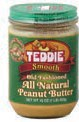 TEDDIE
Smooth
Old Fashioned
All Natural
Peanut Butter